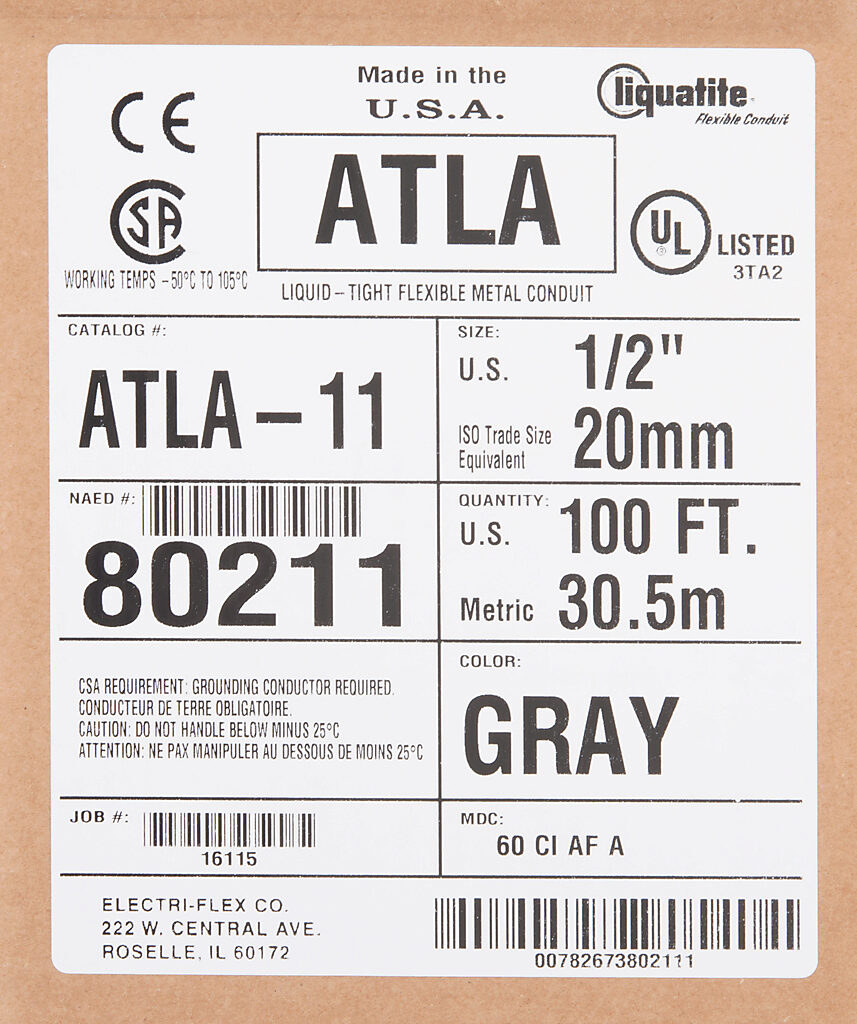 Made in the
U.S.A.
CE
liquatite
Flexible Conduit
ATLA
CSA
UL LISTED
3TA2
WORKING TEMPS -50°C TO 105°C
LIQUID-TIGHT FLEXIBLE METAL CONDUIT
CATALOG #:
ATLA-11
SIZE:
U.S. 1/2"
ISO Trade Size
Equivalent 20mm
NAED #:
80211
QUANTITY:
U.S. 100 FT.
Metric 30.5m
CSA REQUIREMENT: GROUNDING CONDUCTOR REQUIRED.
CONDUCTEUR DE TERRE OBLIGATOIRE.
CAUTION: DO NOT HANDLE BELOW MINUS 25°C
ATTENTION: NE PAX MANIPULER AU DESSOUS DE MOINS 25°C
COLOR:
GRAY
JOB #:
16115
MDC:
60 CI AF A
ELECTRI-FLEX CO.
222 W. CENTRAL AVE.
ROSELLE, IL 60172
00782673802111